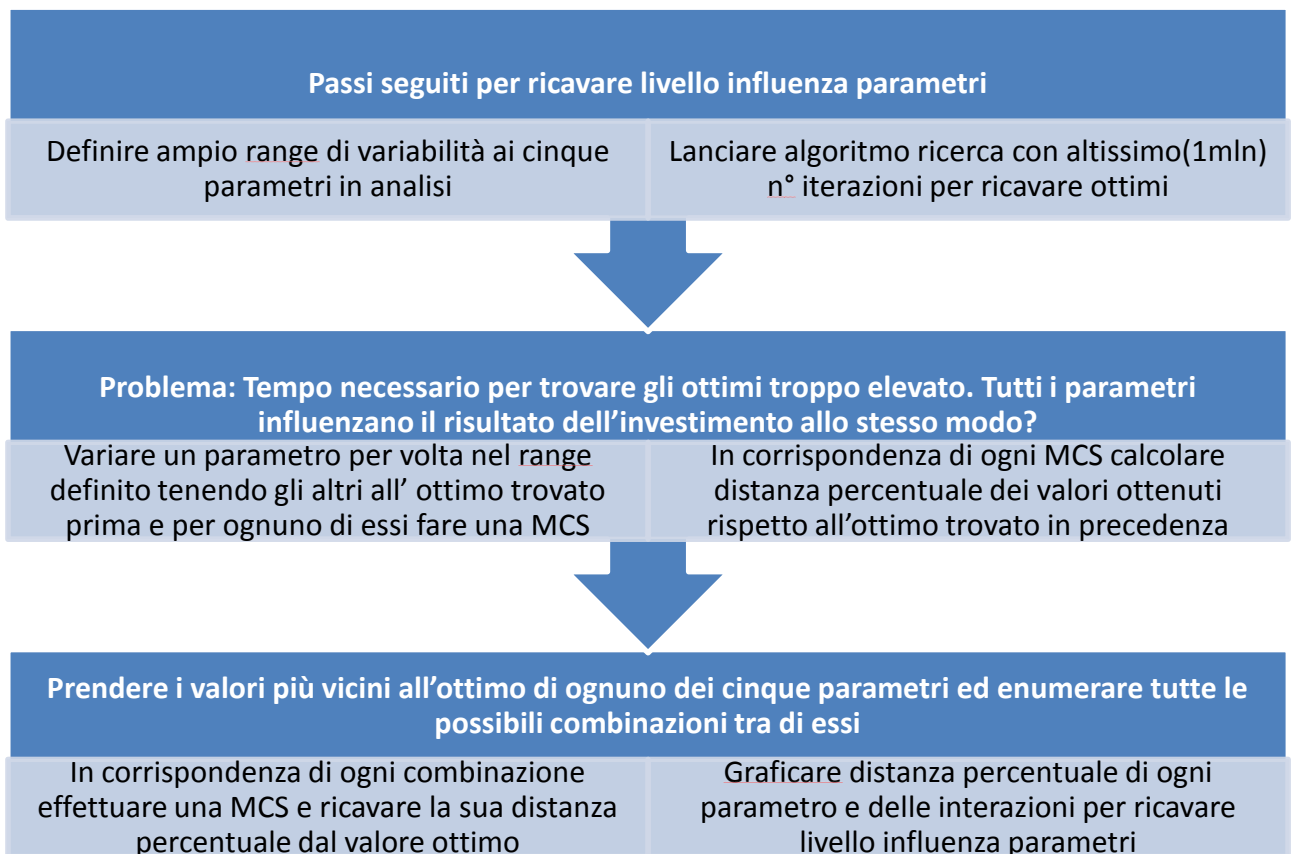 Passi seguiti per ricavare livello influenza parametri
Definire ampio range di variabilità ai cinque
parametri in analisi
Lanciare algoritmo ricerca con altissimo(1mln)
n° iterazioni per ricavare ottimi
Problema: Tempo necessario per trovare gli ottimi troppo elevato. Tutti i parametri
influenzano il risultato dell’investimento allo stesso modo?
Variare un parametro per volta nel range
definito tenendo gli altri all’ ottimo trovato
prima e per ognuno di essi fare una MCS
In corrispondenza di ogni MCS calcolare
distanza percentuale dei valori ottenuti
rispetto all’ottimo trovato in precedenza
Prendere i valori più vicini all’ottimo di ognuno dei cinque parametri ed enumerare tutte le
possibili combinazioni tra di essi
In corrispondenza di ogni combinazione
effettuare una MCS e ricavare la sua distanza
percentuale dal valore ottimo
Graficare distanza percentuale di ogni
parametro e delle interazioni per ricavare
livello influenza parametri